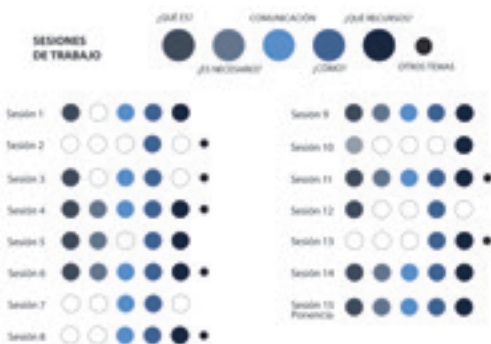 ¿QUÉ ES?
COMUNICACIÓN
¿QUÉ RECURSOS?
SESIONES
DE TRABAJO
¿ES NECESARIO?
¿CÓMO?
OTROS TEMAS
Sesión 1
Sesión 2
Sesión 3
Sesión 4
Sesión 5
Sesión 6
Sesión 7
Sesión 8
Sesión 9
Sesión 10
Sesión 11
Sesión 12
Sesión 13
Sesión 14
Sesión 15
Ponencia